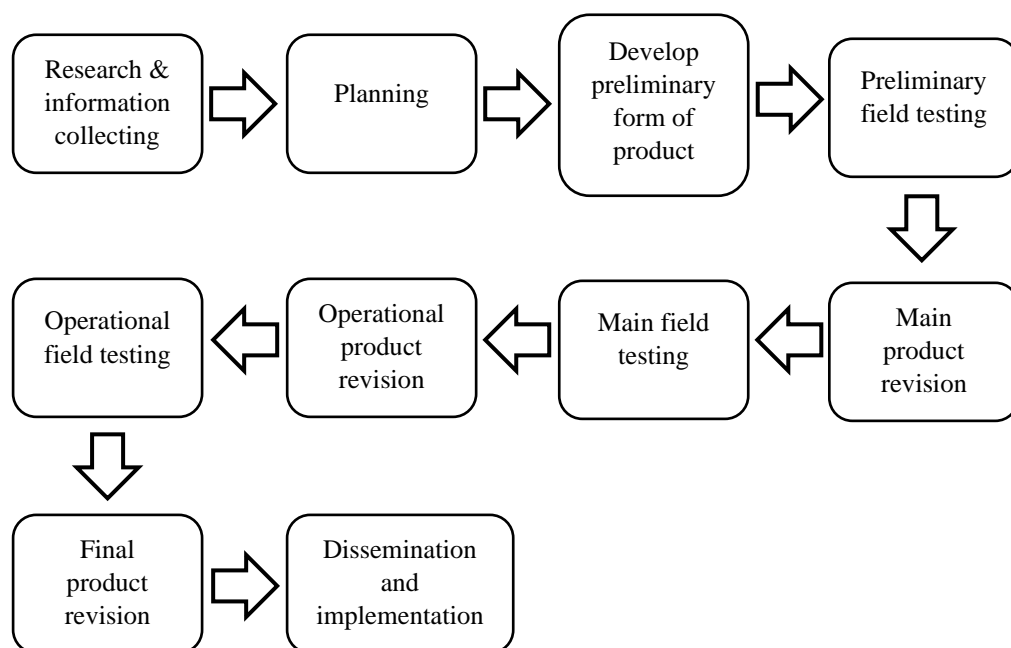 Research &
information
collecting
Planning
Develop
preliminary
form of
product
Preliminary
field testing
Main
product
revision
Main field
testing
Operational
product
revision
Operational
field testing
Final
product
revision
Dissemination
and
implementation